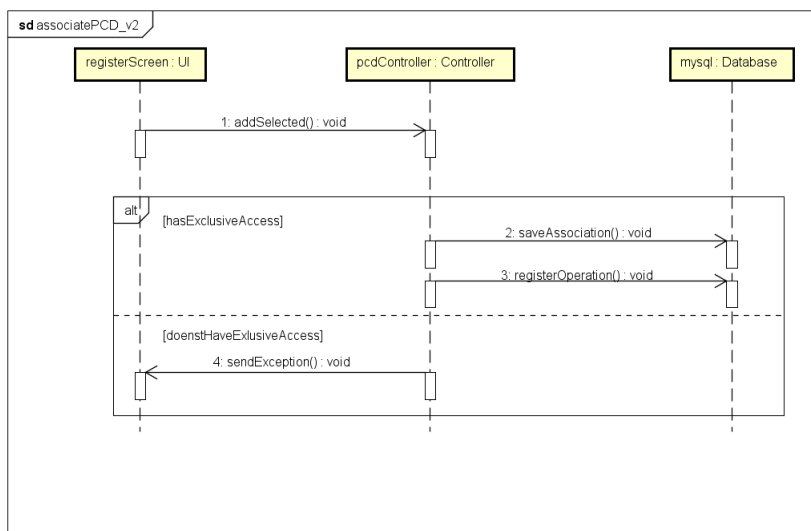 sd associatePCD_v2
registerScreen : UI
pcdController : Controller
mysql : Database
1: addSelected() : void
alt
[hasExclusiveAccess]
2: saveAssociation() : void
3: registerOperation() : void
[doenstHaveExlusiveAccess]
4: sendException() : void